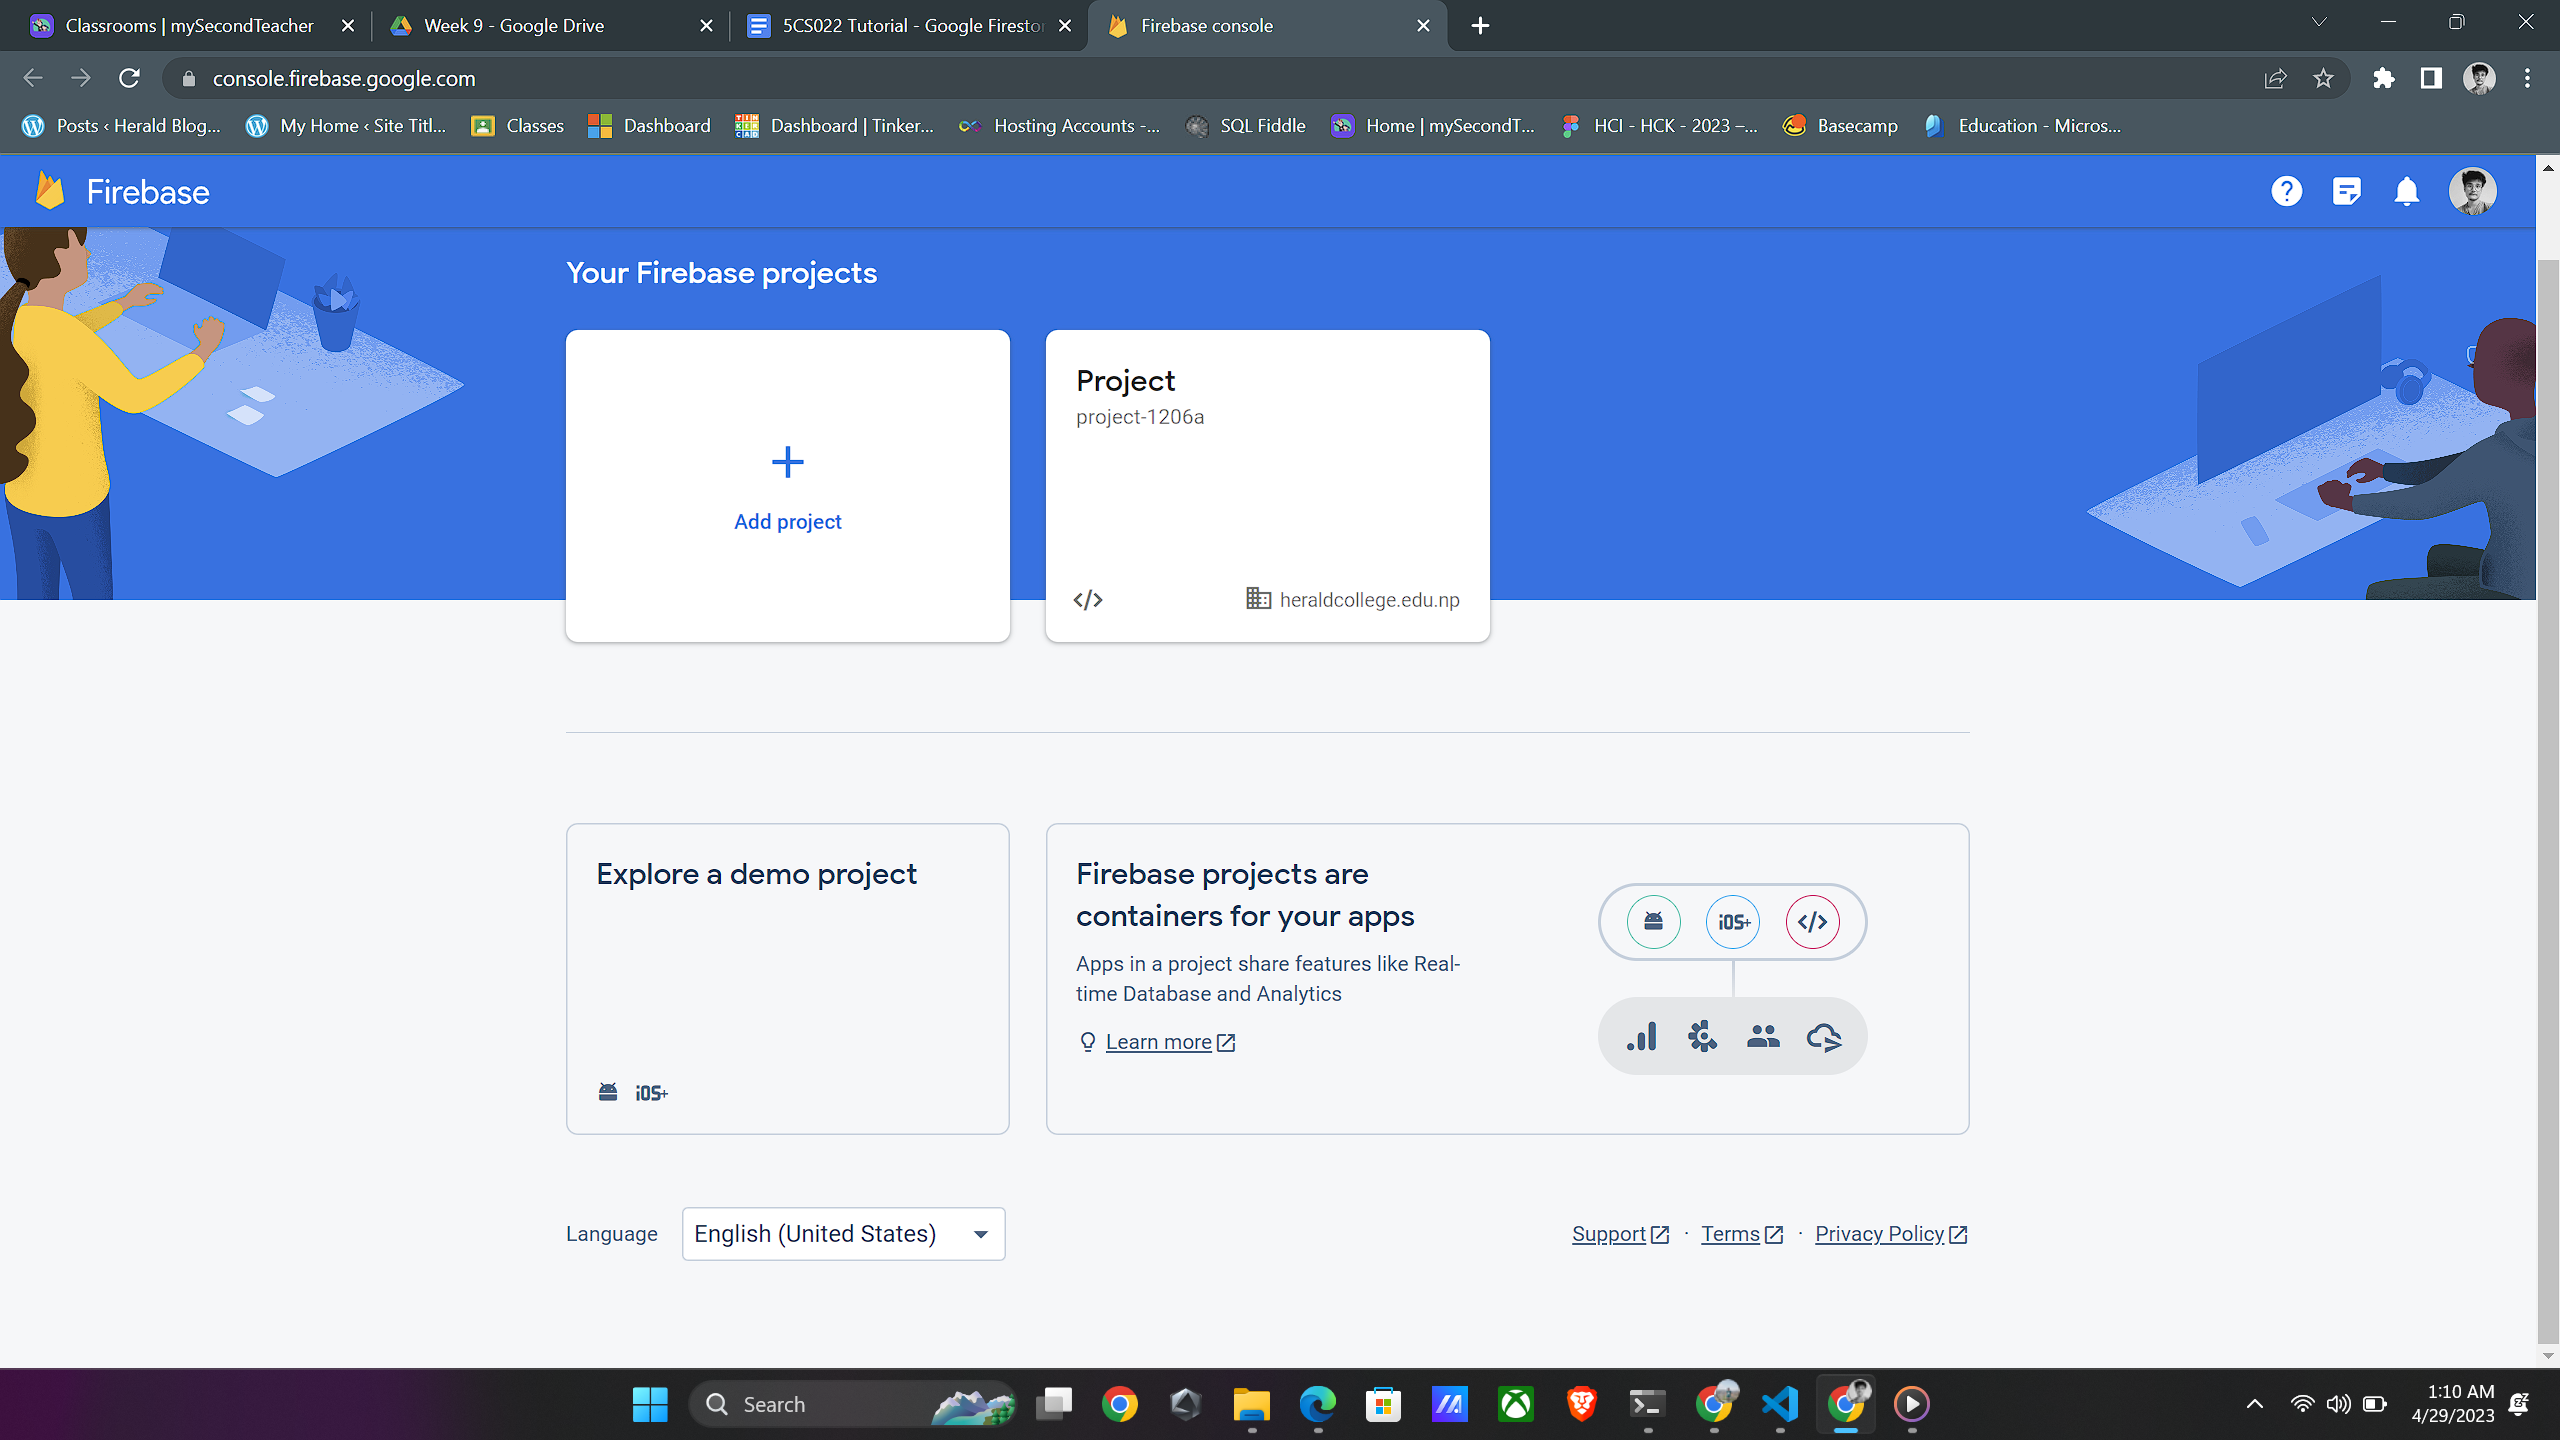 Classrooms | mySecondTeacher
Week 9 - Google Drive
5CS022 Tutorial - Google Firestor
Firebase console
console.firebase.google.com
Posts ‹ Herald Blog...
My Home ‹ Site Titl...
Classes
Dashboard
Dashboard | Tinker...
Hosting Accounts -...
SQL Fiddle
Home | mySecondT...
HCI - HCK - 2023 –...
Basecamp
Education - Micros...
Firebase
Your Firebase projects
Add project
Project
project-1206a
heraldcollege.edu.np
Explore a demo project
iOS+
Firebase projects are
containers for your apps
Apps in a project share features like Real-
time Database and Analytics
Learn more
iOS+
Language
English (United States)
Support · Terms · Privacy Policy
Search
1:10 AM
4/29/2023